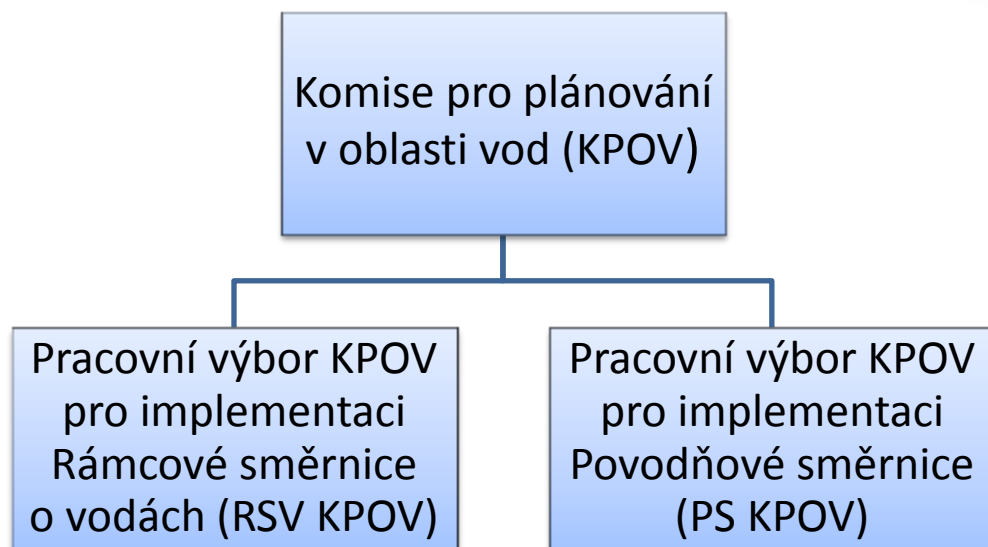 Komise pro plánování
v oblasti vod (KPOV)
Pracovní výbor KPOV
pro implementaci
Rámcové směrnice
o vodách (RSV KPOV)
Pracovní výbor KPOV
pro implementaci
Povodňové směrnice
(PS KPOV)